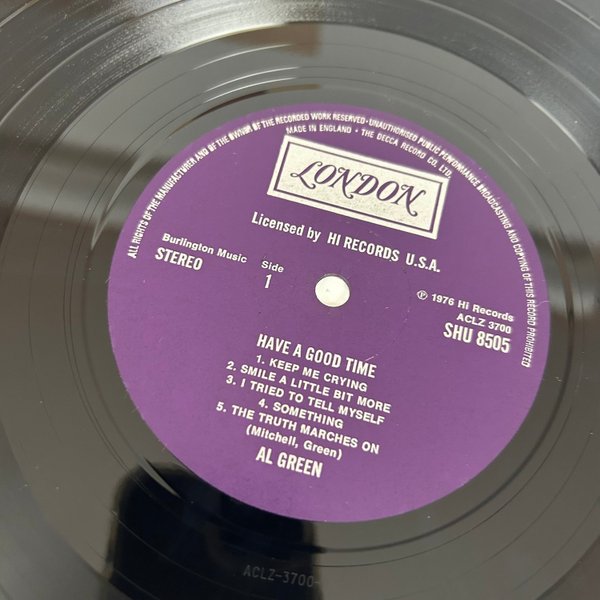 ALL RIGHTS OF THE MANUFACTURER AND OF THE OWNER OF THE RECORDED WORK RESERVED · UNAUTHORISED PUBLIC PERFORMANCE BROADCASTING AND COPYING OF THIS RECORD PROHIBITED
MADE IN ENGLAND · THE DECCA RECORD CO. LTD.
LONDON
Licensed by HI RECORDS U.S.A.
Burlington Music
STEREO
Side
1
℗ 1976 Hi Records
ACLZ 3700
SHU 8505
HAVE A GOOD TIME
1. KEEP ME CRYING
2. SMILE A LITTLE BIT MORE
3. I TRIED TO TELL MYSELF
4. SOMETHING
5. THE TRUTH MARCHES ON
(Mitchell, Green)
AL GREEN
ACLZ-3700-